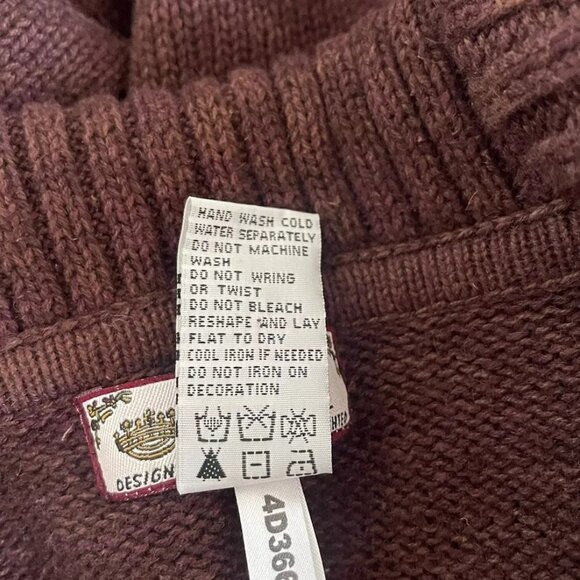 HAND WASH COLD
WATER SEPARATELY
DO NOT MACHINE
WASH
DO NOT WRING
OR TWIST
DO NOT BLEACH
RESHAPE AND LAY
FLAT TO DRY
COOL IRON IF NEEDED
DO NOT IRON ON
DECORATION
DESIGN
4D366